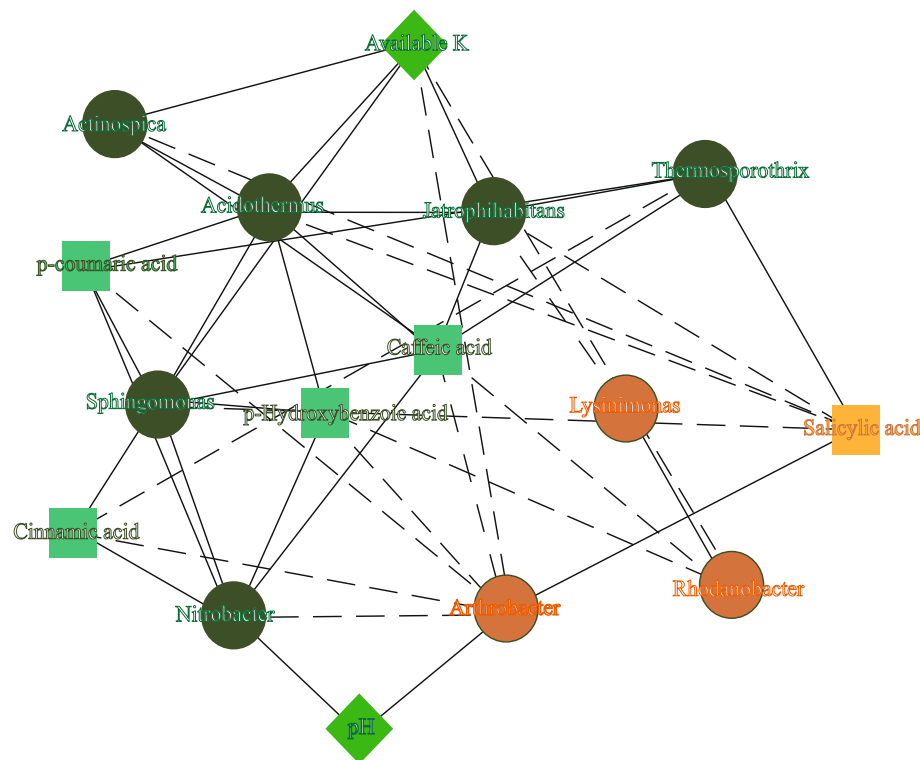 Available K
Actinospica
Thermosporothrix
Acidothermus
Jatrophihabitans
p-coumaric acid
Caffeic acid
Sphingomonas
p-Hydroxybenzoic acid
Lysinimonas
Salicylic acid
Cinnamic acid
Rhodanobacter
Nitrobacter
Arthrobacter
pH